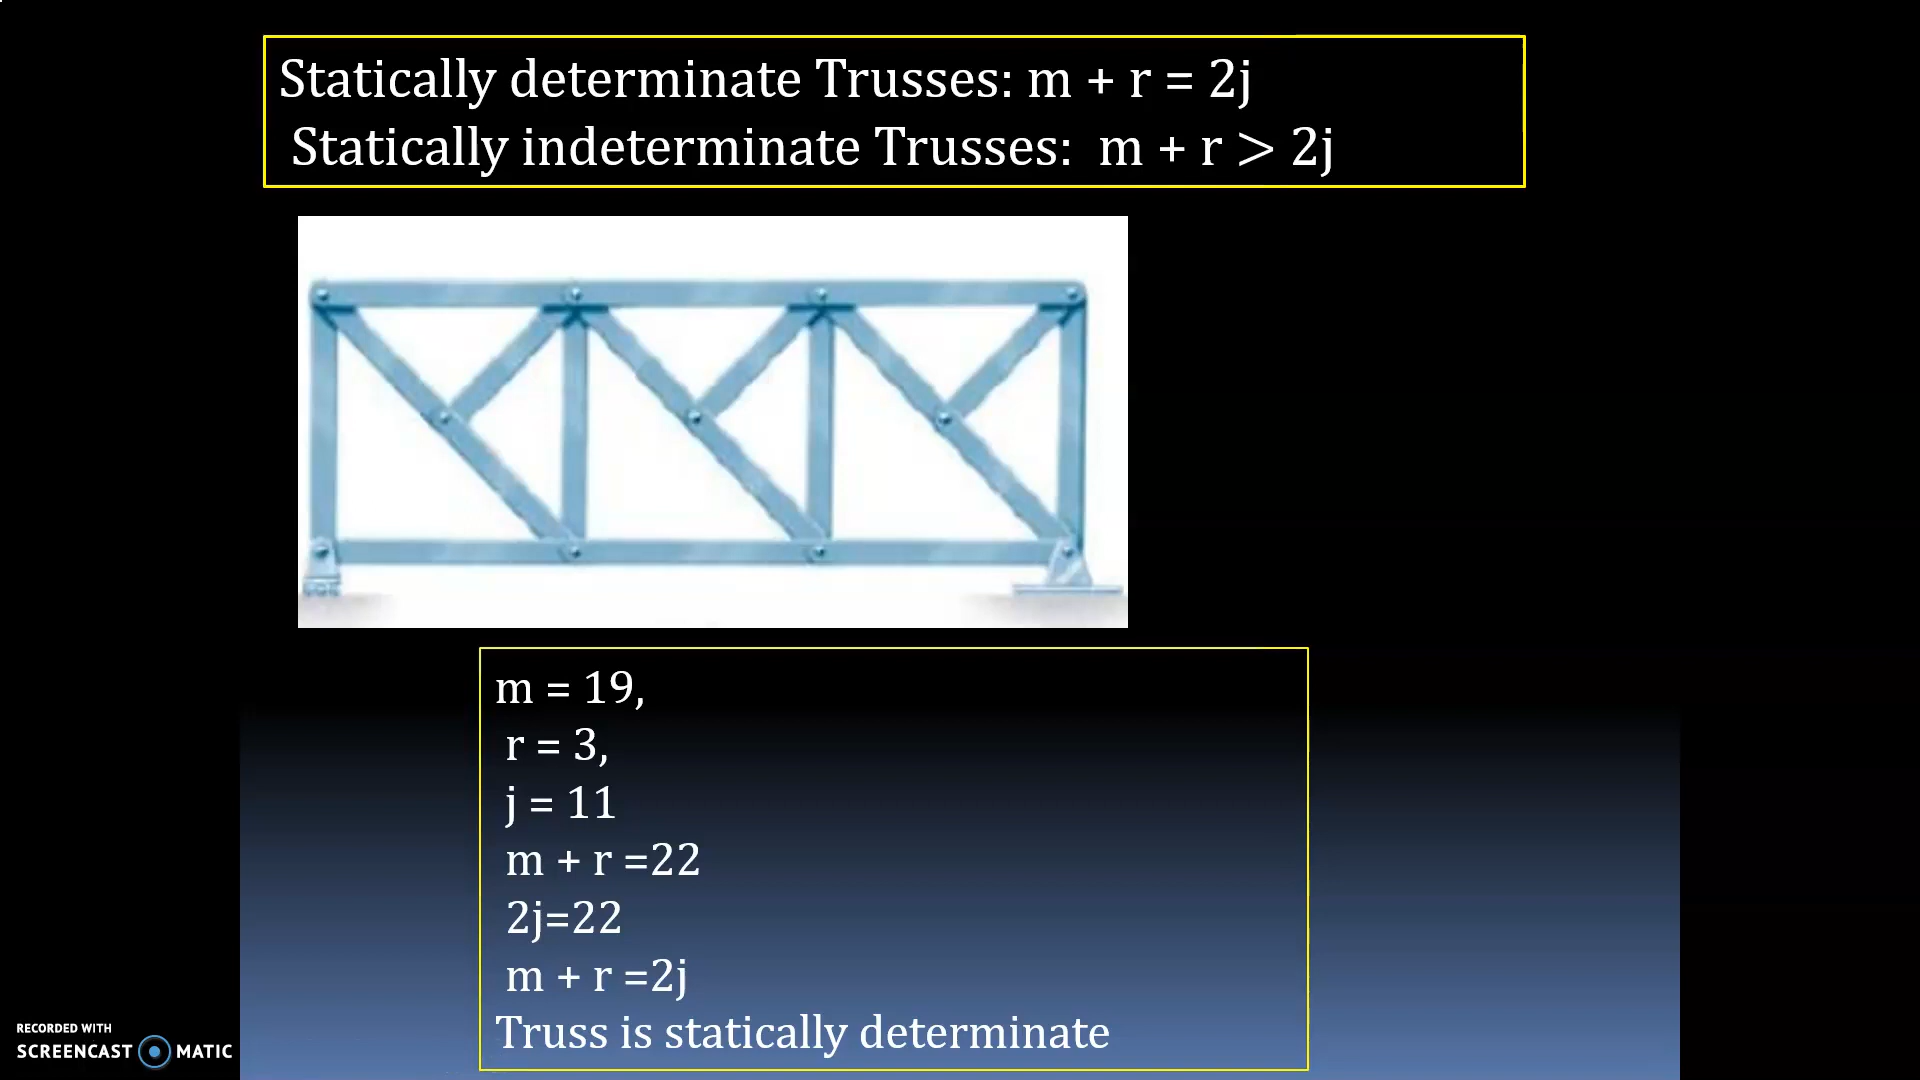 Statically determinate Trusses: m + r = 2j
Statically indeterminate Trusses: m + r > 2j
m = 19,
r = 3,
j = 11
m + r =22
2j=22
m + r =2j
Truss is statically determinate
RECORDED WITH
SCREENCAST MATIC